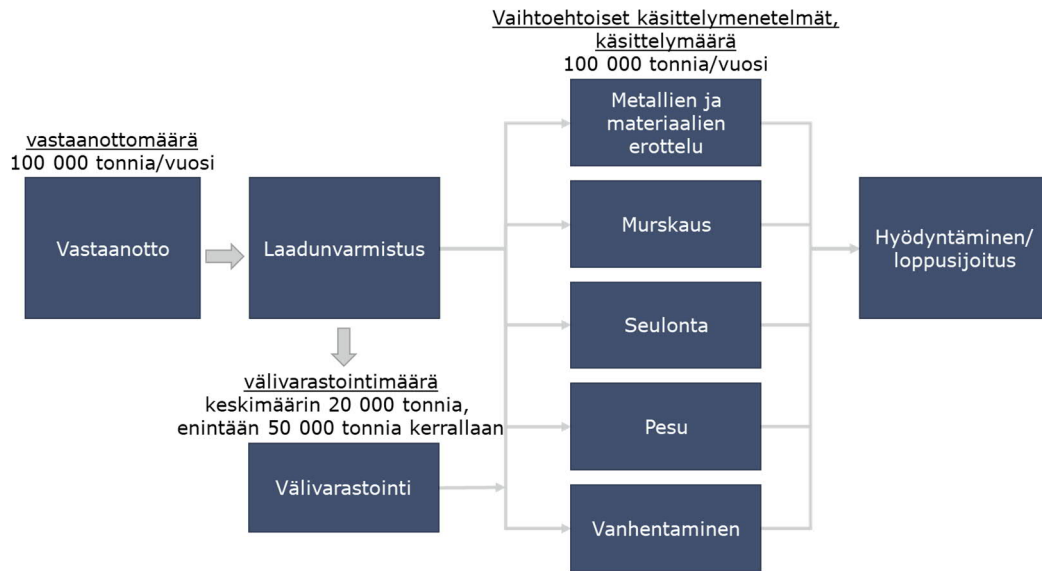 vastaanottomäärä
100 000 tonnia/vuosi
Vastaanotto
Laadunvarmistus
välivarastointimäärä
keskimäärin 20 000 tonnia,
enintään 50 000 tonnia kerrallaan
Välivarastointi
Vaihtoehtoiset käsittelymenetelmät,
käsittelymäärä
100 000 tonnia/vuosi
Metallien ja
materiaalien
erottelu
Murskaus
Seulonta
Pesu
Vanhentaminen
Hyödyntäminen/
loppusijoitus